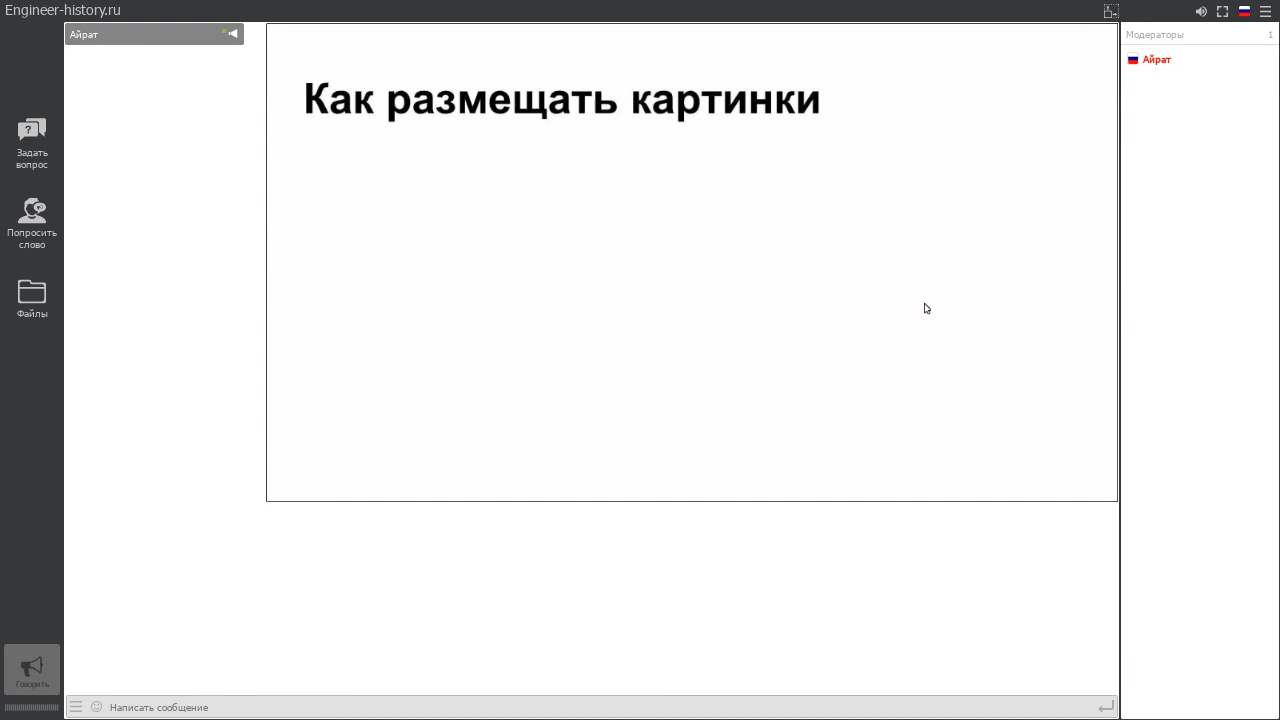 Engineer-history.ru
Айрат
Модераторы 1
Айрат
Как размещать картинки
Задать
вопрос
Попросить
слово
Файлы
Говорить
Написать сообщение